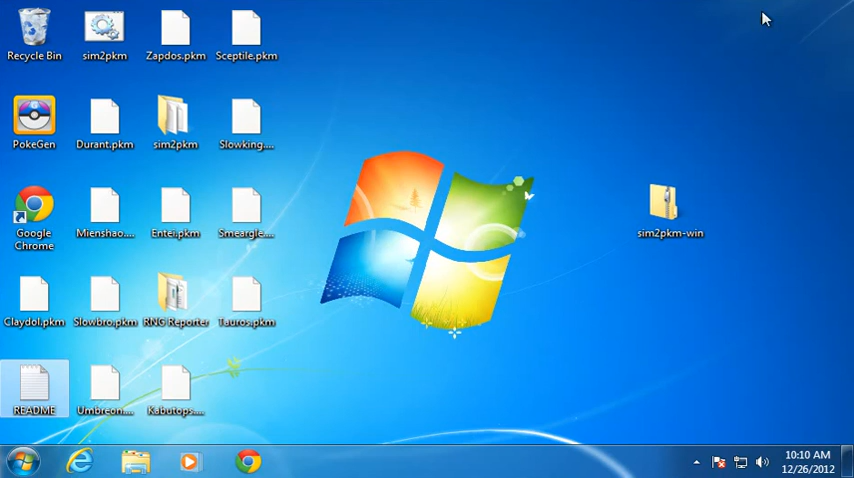 Recycle Bin
sim2pkm
Zapdos.pkm
Sceptile.pkm
PokeGen
Durant.pkm
sim2pkm
Slowking....
Google
Chrome
Mienshao....
Entei.pkm
Smeargle....
sim2pkm-win
Claydol.pkm
Slowbro.pkm
RNG Reporter
Tauros.pkm
README
Umbreon....
Kabutops....
10:10 AM
12/26/2012